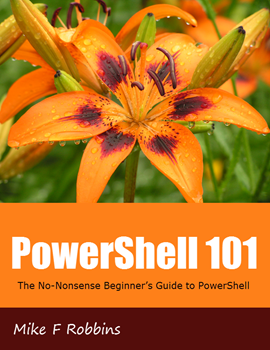 PowerShell 101
The No-Nonsense Beginner's Guide to PowerShell
Mike F Robbins